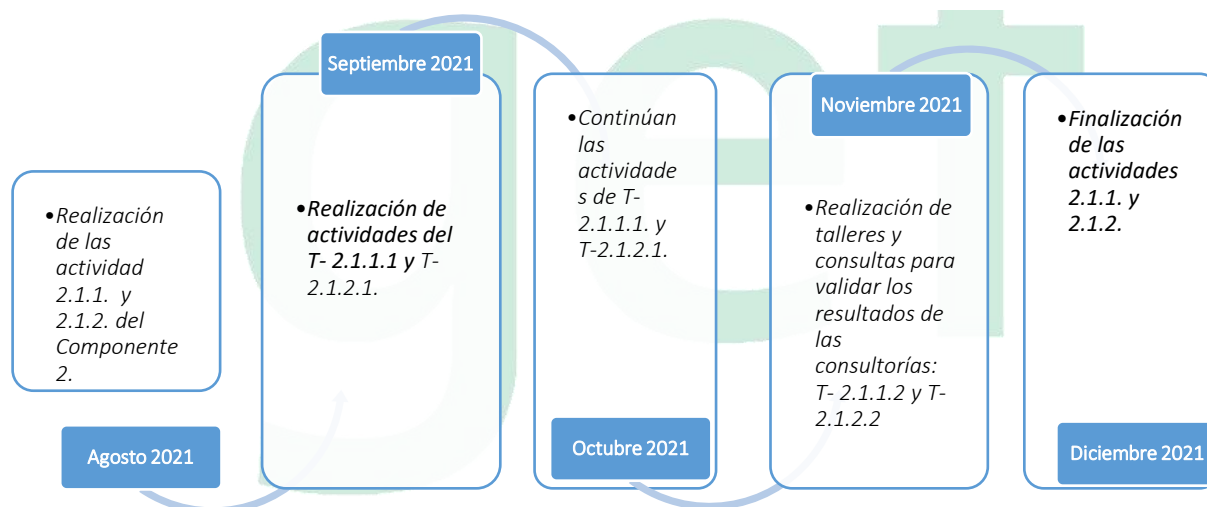 Agosto 2021
•Realización
de las
actividad
2.1.1. y
2.1.2. del
Componente
2.
Septiembre 2021
•Realización de
actividades del
T- 2.1.1.1 y T-
2.1.2.1.
Octubre 2021
•Continúan
las
actividade
s de T-
2.1.1.1. y
T-2.1.2.1.
Noviembre 2021
•Realización de
talleres y
consultas para
validar los
resultados de
las
consultorías:
T- 2.1.1.2 y T-
2.1.2.2
Diciembre 2021
•Finalización
de las
actividades
2.1.1. y
2.1.2.
get